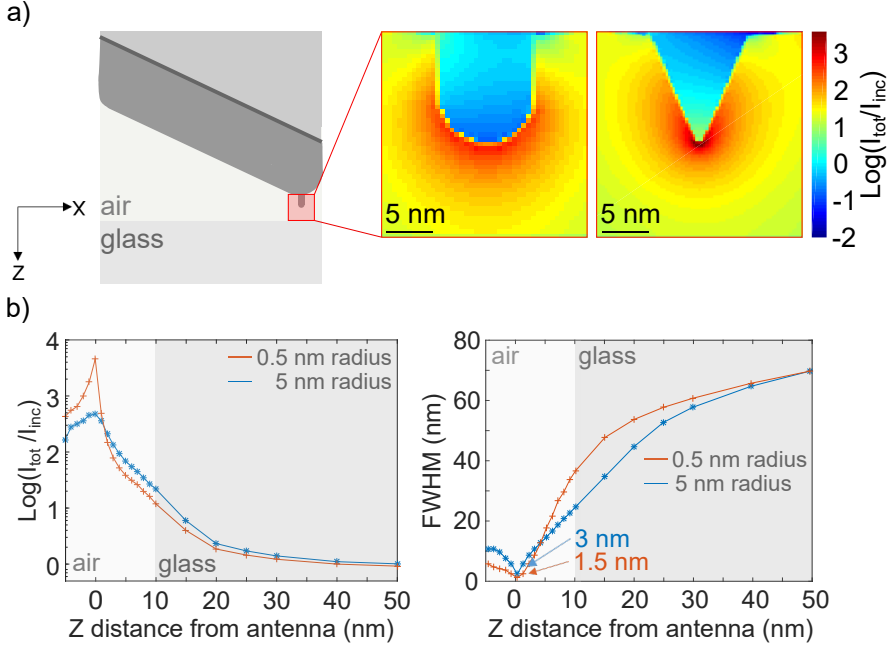 a)
x
air
glass
z
5 nm
5 nm
3
2
1
0
-1
-2
Log(I_tot/I_inc)
b)
4
3
2
1
0
Log(I_tot/I_inc)
0.5 nm radius
5 nm radius
air
glass
0 10 20 30 40 50
Z distance from antenna (nm)
80
60
40
20
0
FWHM (nm)
air
glass
0.5 nm radius
5 nm radius
3 nm
1.5 nm
0 10 20 30 40 50
Z distance from antenna (nm)